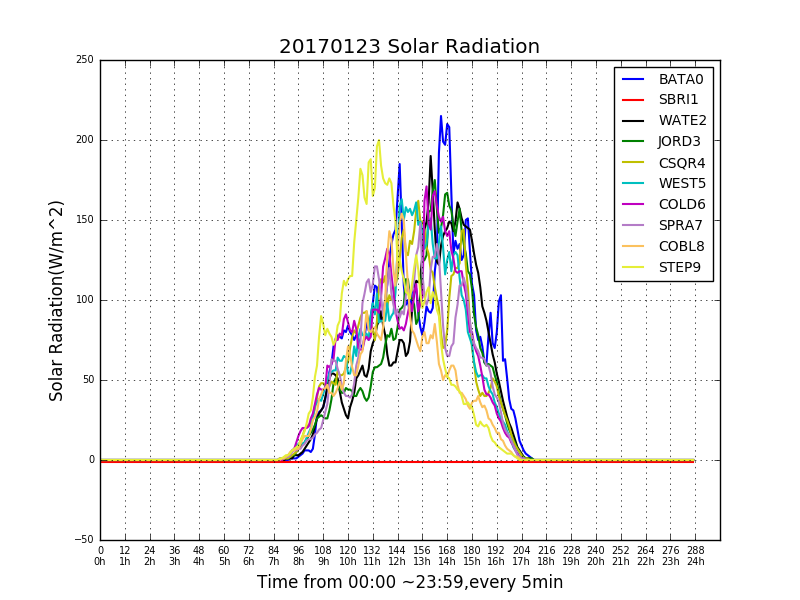 20170123 Solar Radiation
250
200
150
100
50
0
−50
Solar Radiation(W/m^2)
BATA0
SBRI1
WATE2
JORD3
CSQR4
WEST5
COLD6
SPRA7
COBL8
STEP9
0 12 24 36 48 60 72 84 96 108 120 132 144 156 168 180 192 204 216 228 240 252 264 276 288
0h 1h 2h 3h 4h 5h 6h 7h 8h 9h 10h 11h 12h 13h 14h 15h 16h 17h 18h 19h 20h 21h 22h 23h 24h
Time from 00:00 ~23:59,every 5min